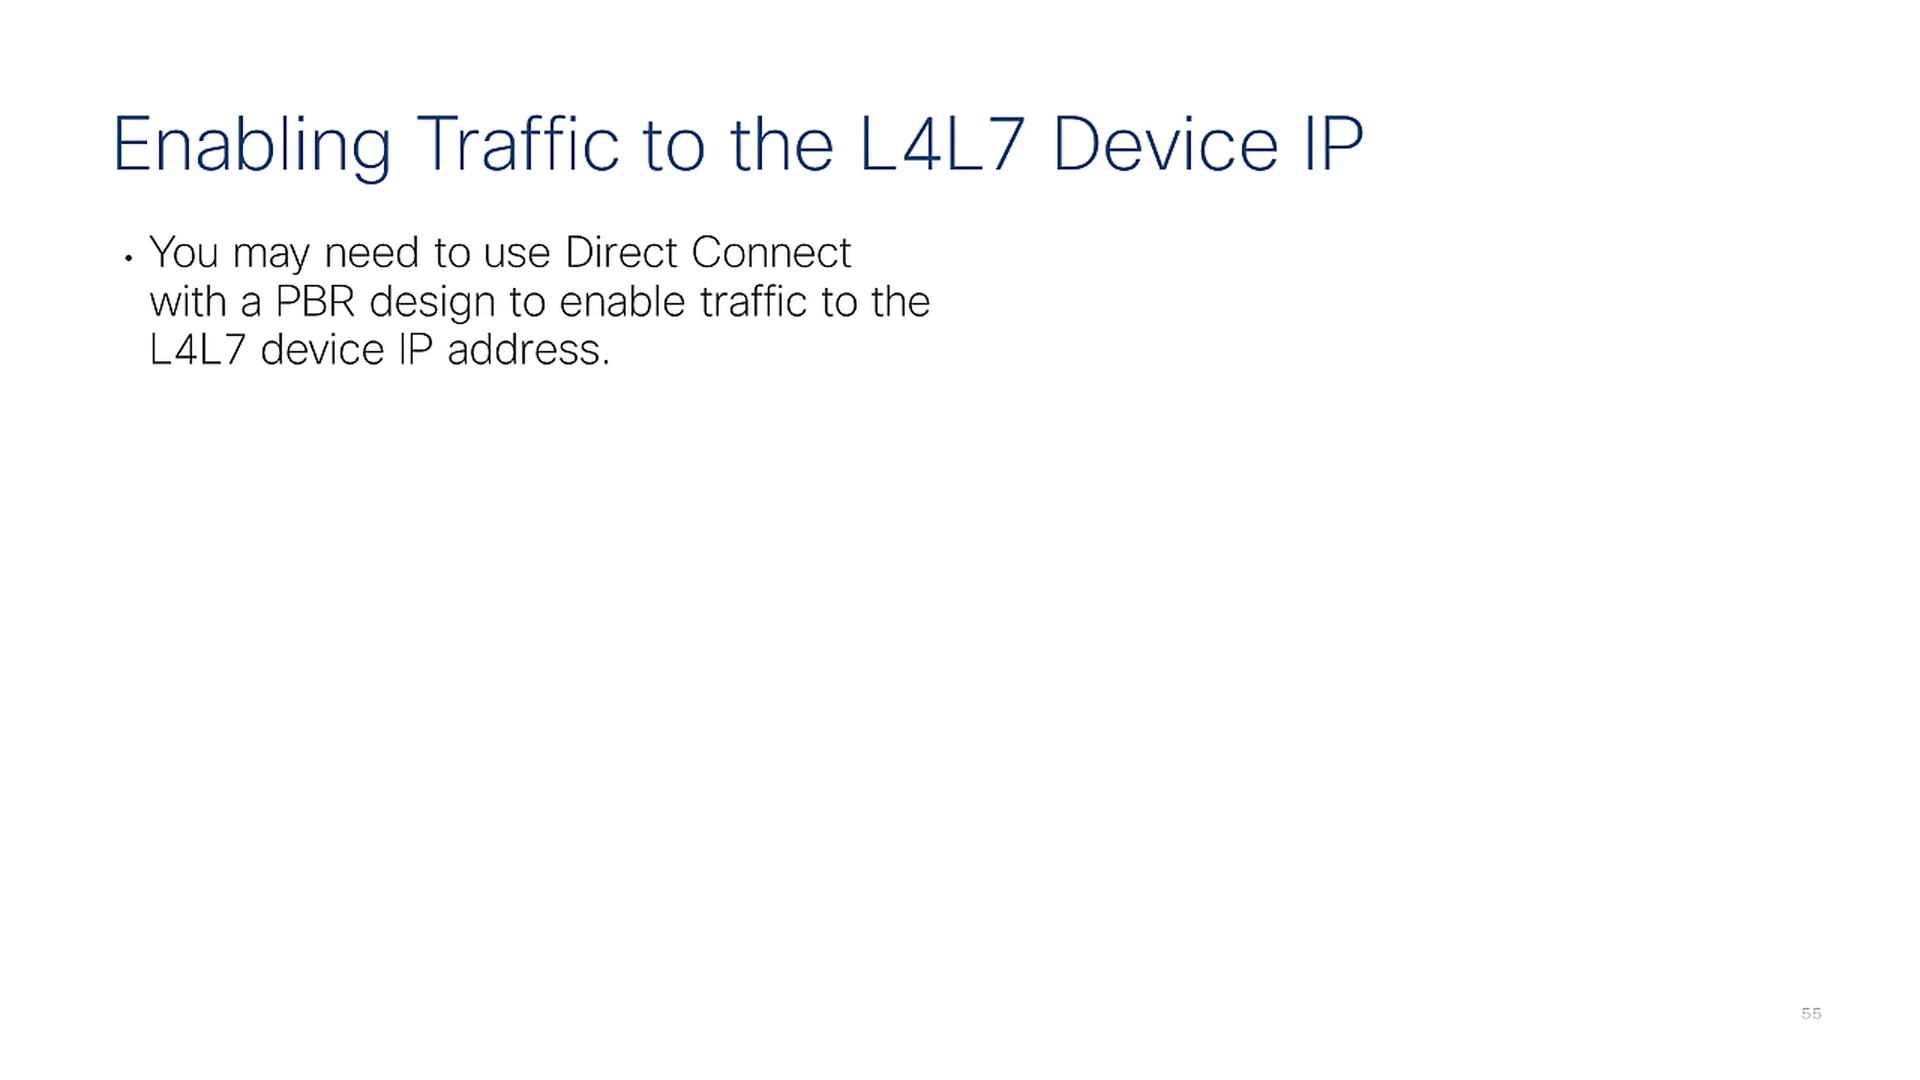 Enabling Traffic to the L4L7 Device IP
• You may need to use Direct Connect
with a PBR design to enable traffic to the
L4L7 device IP address.
55